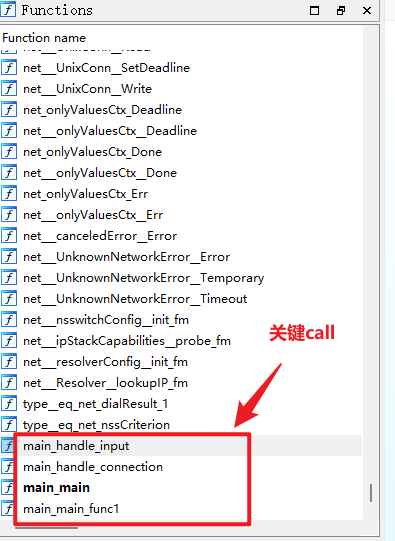 Functions
Function name
net__UnixConn__SetDeadline
net__UnixConn__Write
net_onlyValuesCtx_Deadline
net__onlyValuesCtx__Deadline
net_onlyValuesCtx_Done
net__onlyValuesCtx__Done
net_onlyValuesCtx_Err
net__onlyValuesCtx__Err
net__canceledError__Error
net__UnknownNetworkError__Error
net__UnknownNetworkError__Temporary
net__UnknownNetworkError__Timeout
net__nsswitchConfig__init_fm
net__ipStackCapabilities__probe_fm
关键call
net__resolverConfig__init_fm
net__Resolver__lookupIP_fm
type__eq_net_dialResult_1
type__eq_net_nssCriterion
main_handle_input
main_handle_connection
main_main
main_main_func1